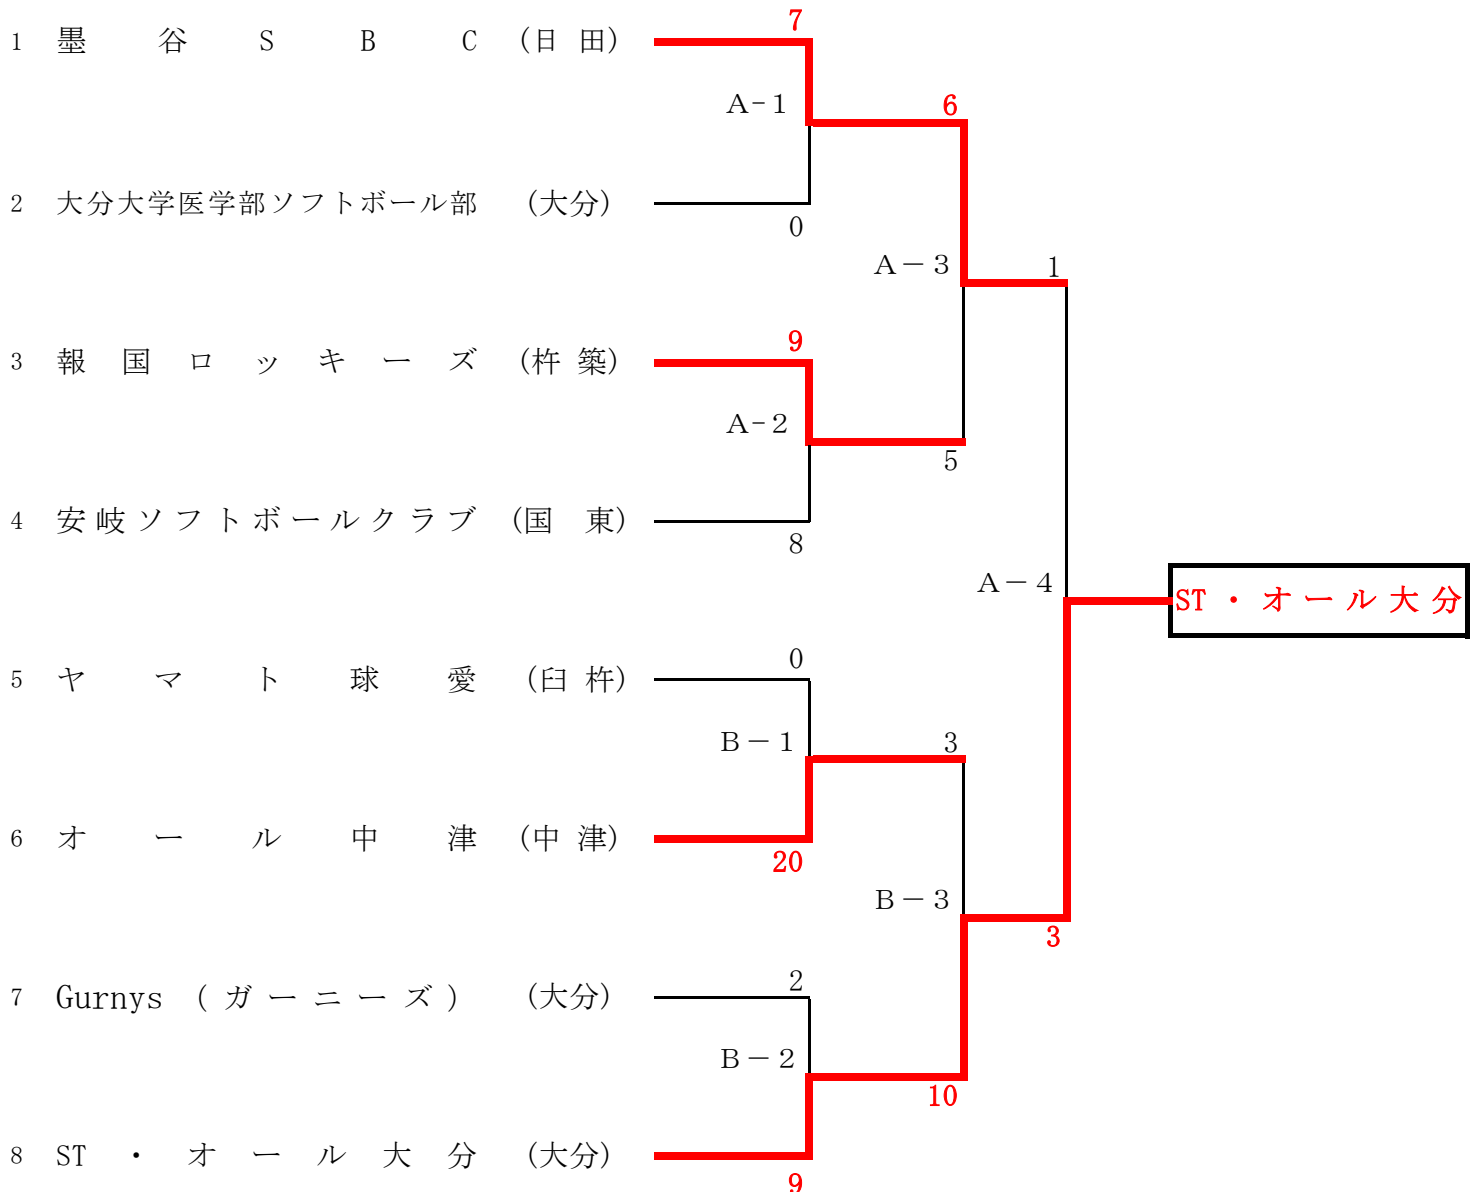 7
1 墨谷SBC (日田)
A-1
6
2 大分大学医学部ソフトボール部 (大分)
0
A-3
1
9
3 報国ロッキーズ (杵築)
A-2
5
4 安岐ソフトボールクラブ (国東)
8
A-4
ST・オール大分
0
5 ヤマト球愛 (臼杵)
B-1
3
6 オール中津 (中津)
20
B-3
3
2
7 Gurnys (ガーニーズ) (大分)
B-2
10
8 ST・オール大分 (大分)
9